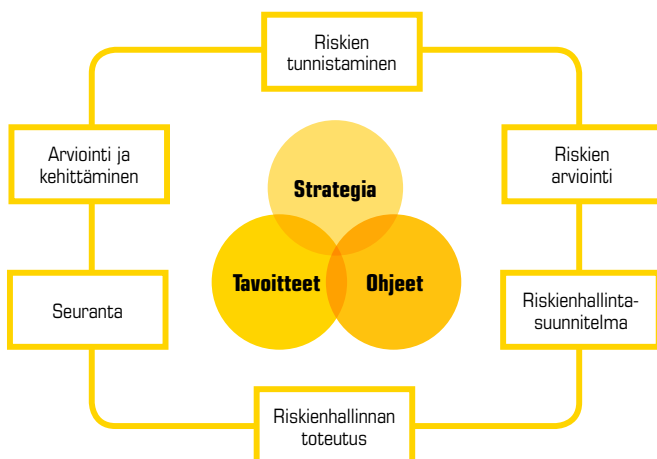 Riskien
tunnistaminen
Arviointi ja
kehittäminen
Riskien
arviointi
Strategia
Tavoitteet
Ohjeet
Seuranta
Riskienhallinta-
suunnitelma
Riskienhallinnan
toteutus